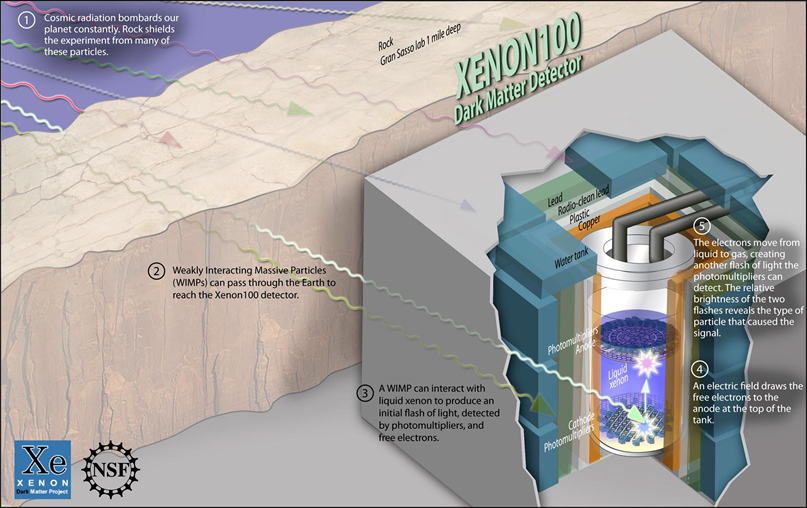 1
Cosmic radiation bombards our
planet constantly. Rock shields
the experiment from many of
these particles.
Rock
Gran Sasso lab 1 mile deep
XENON100
Dark Matter Detector
Lead
Radio-clean lead
Plastic
Copper
Water tank
2
Weakly Interacting Massive Particles
(WIMPs) can pass through the Earth to
reach the Xenon100 detector.
5
The electrons move from
liquid to gas, creating
another flash of light the
photomultipliers can
detect. The relative
brightness of the two
flashes reveals the type of
particle that caused the
signal.
Photomultipliers
Anode
Liquid
xenon
3
A WIMP can interact with
liquid xenon to produce an
initial flash of light, detected
by photomultipliers, and
free electrons.
4
An electric field draws the
free electrons to the
anode at the top of the
tank.
Cathode
Photomultipliers
Xe
XENON
Dark Matter Project
NSF